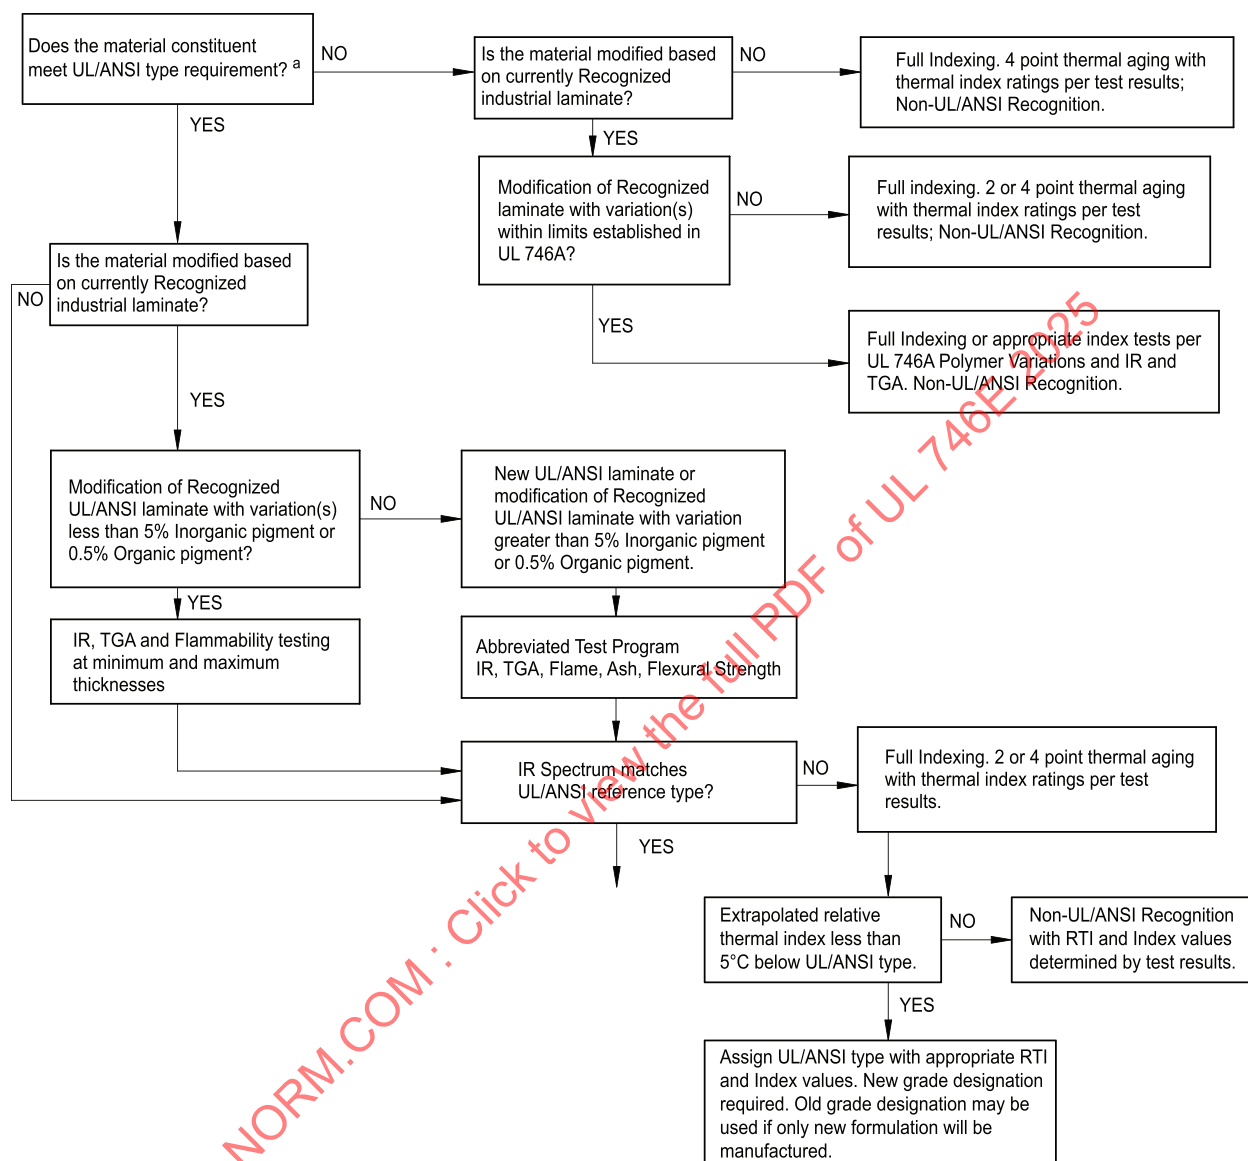 Does the material constituent
meet UL/ANSI type requirement? a
NO
Is the material modified based
on currently Recognized
industrial laminate?
NO
Full Indexing. 4 point thermal aging with
thermal index ratings per test results;
Non-UL/ANSI Recognition.
YES
YES
Modification of Recognized
laminate with variation(s)
within limits established in
UL 746A?
NO
Full indexing. 2 or 4 point thermal aging
with thermal index ratings per test
results; Non-UL/ANSI Recognition.
Is the material modified based
on currently Recognized
industrial laminate?
NO
YES
Full Indexing or appropriate index tests per
UL 746A Polymer Variations and IR and
TGA. Non-UL/ANSI Recognition.
YES
Modification of Recognized
UL/ANSI laminate with variation(s)
less than 5% Inorganic pigment or
0.5% Organic pigment?
NO
New UL/ANSI laminate or
modification of Recognized
UL/ANSI laminate with variation
greater than 5% Inorganic pigment
or 0.5% Organic pigment.
YES
IR, TGA and Flammability testing
at minimum and maximum
thicknesses
Abbreviated Test Program
IR, TGA, Flame, Ash, Flexural Strength
IR Spectrum matches
UL/ANSI reference type?
NO
Full Indexing. 2 or 4 point thermal aging
with thermal index ratings per test
results.
YES
Extrapolated relative
thermal index less than
5°C below UL/ANSI type.
NO
Non-UL/ANSI Recognition
with RTI and Index values
determined by test results.
YES
Assign UL/ANSI type with appropriate RTI
and Index values. New grade designation
required. Old grade designation may be
used if only new formulation will be
manufactured.
NORM.COM : Click to view the full PDF of UL 746E 2025